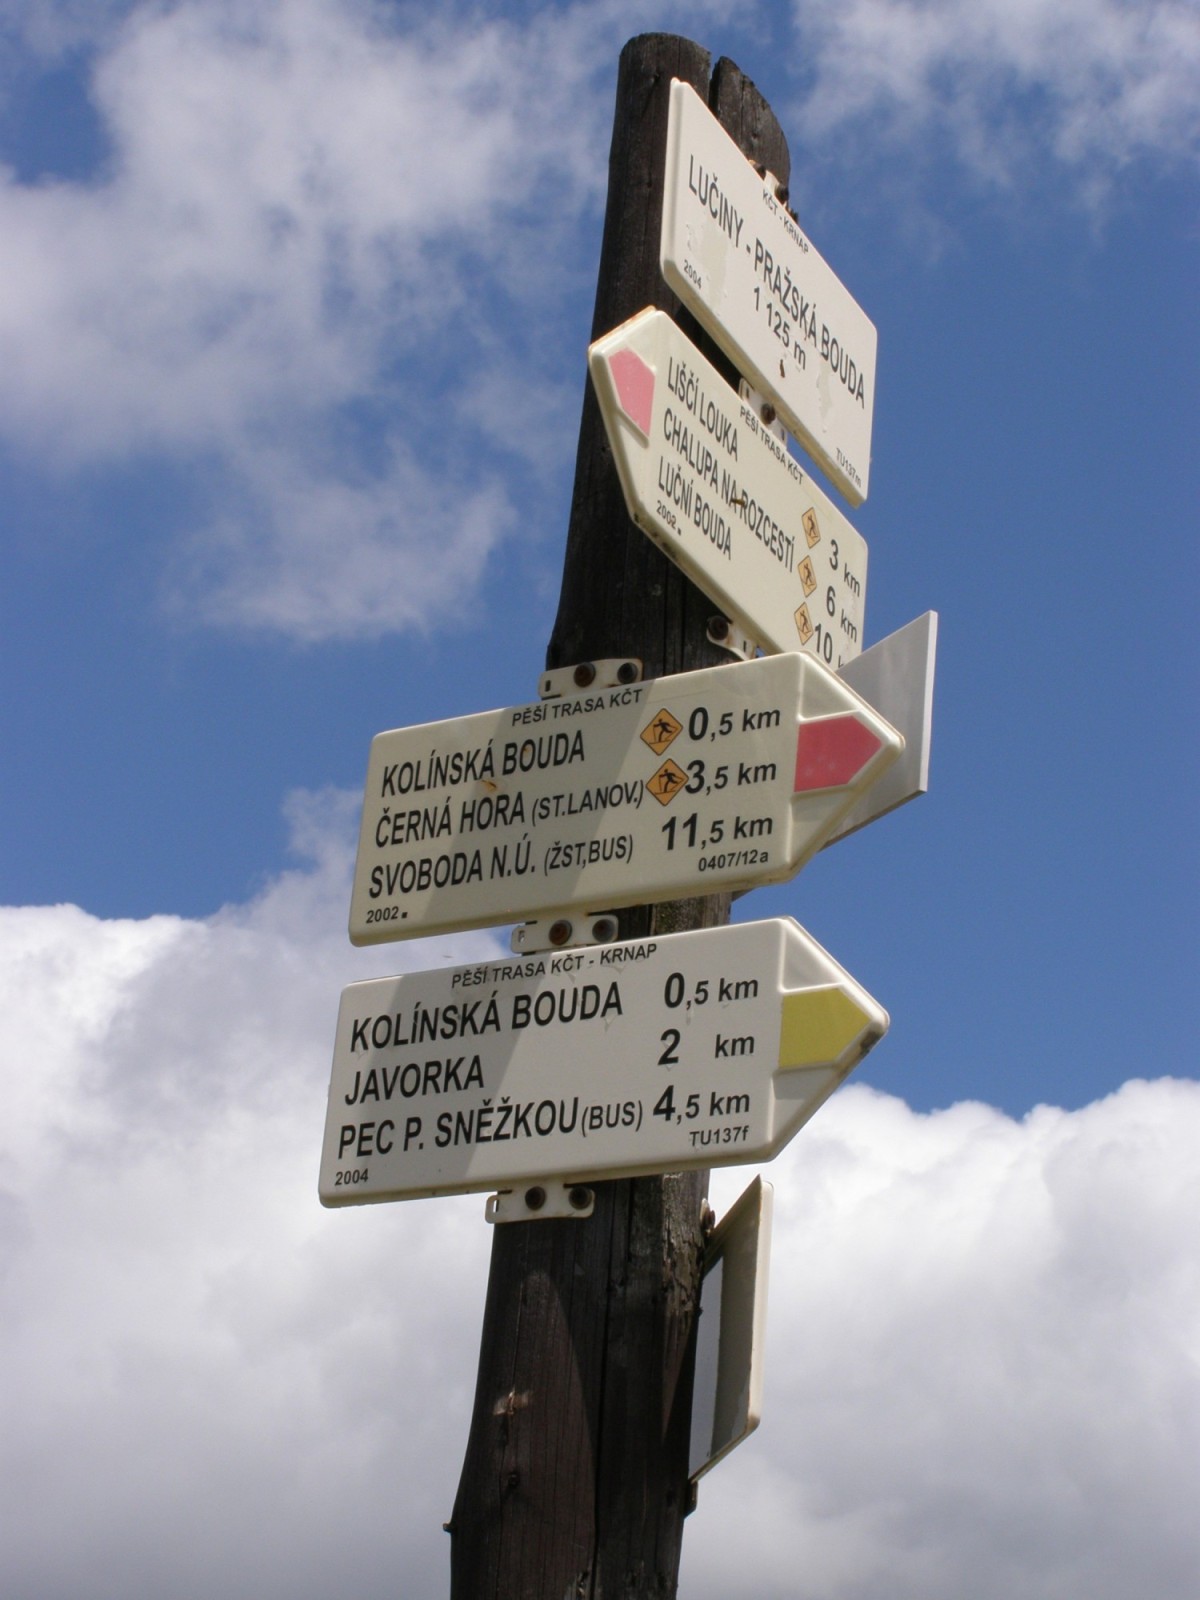 KČT - KRNAP
LUČINY - PRAŽSKÁ BOUDA
1 125 m
2004
TU137m
PĚŠÍ TRASA KČT
LIŠČÍ LOUKA 3 km
CHALUPA NA ROZCESTÍ 6 km
LUČNÍ BOUDA 10
2002.
PĚŠÍ TRASA KČT
KOLÍNSKÁ BOUDA 0,5 km
ČERNÁ HORA (ST.LANOV.) 3,5 km
SVOBODA N.Ú. (ŽST,BUS) 11,5 km
2002. 0407/12a
PĚŠÍ TRASA KČT - KRNAP
KOLÍNSKÁ BOUDA 0,5 km
JAVORKA 2 km
PEC P. SNĚŽKOU (BUS) 4,5 km
2004 TU137f